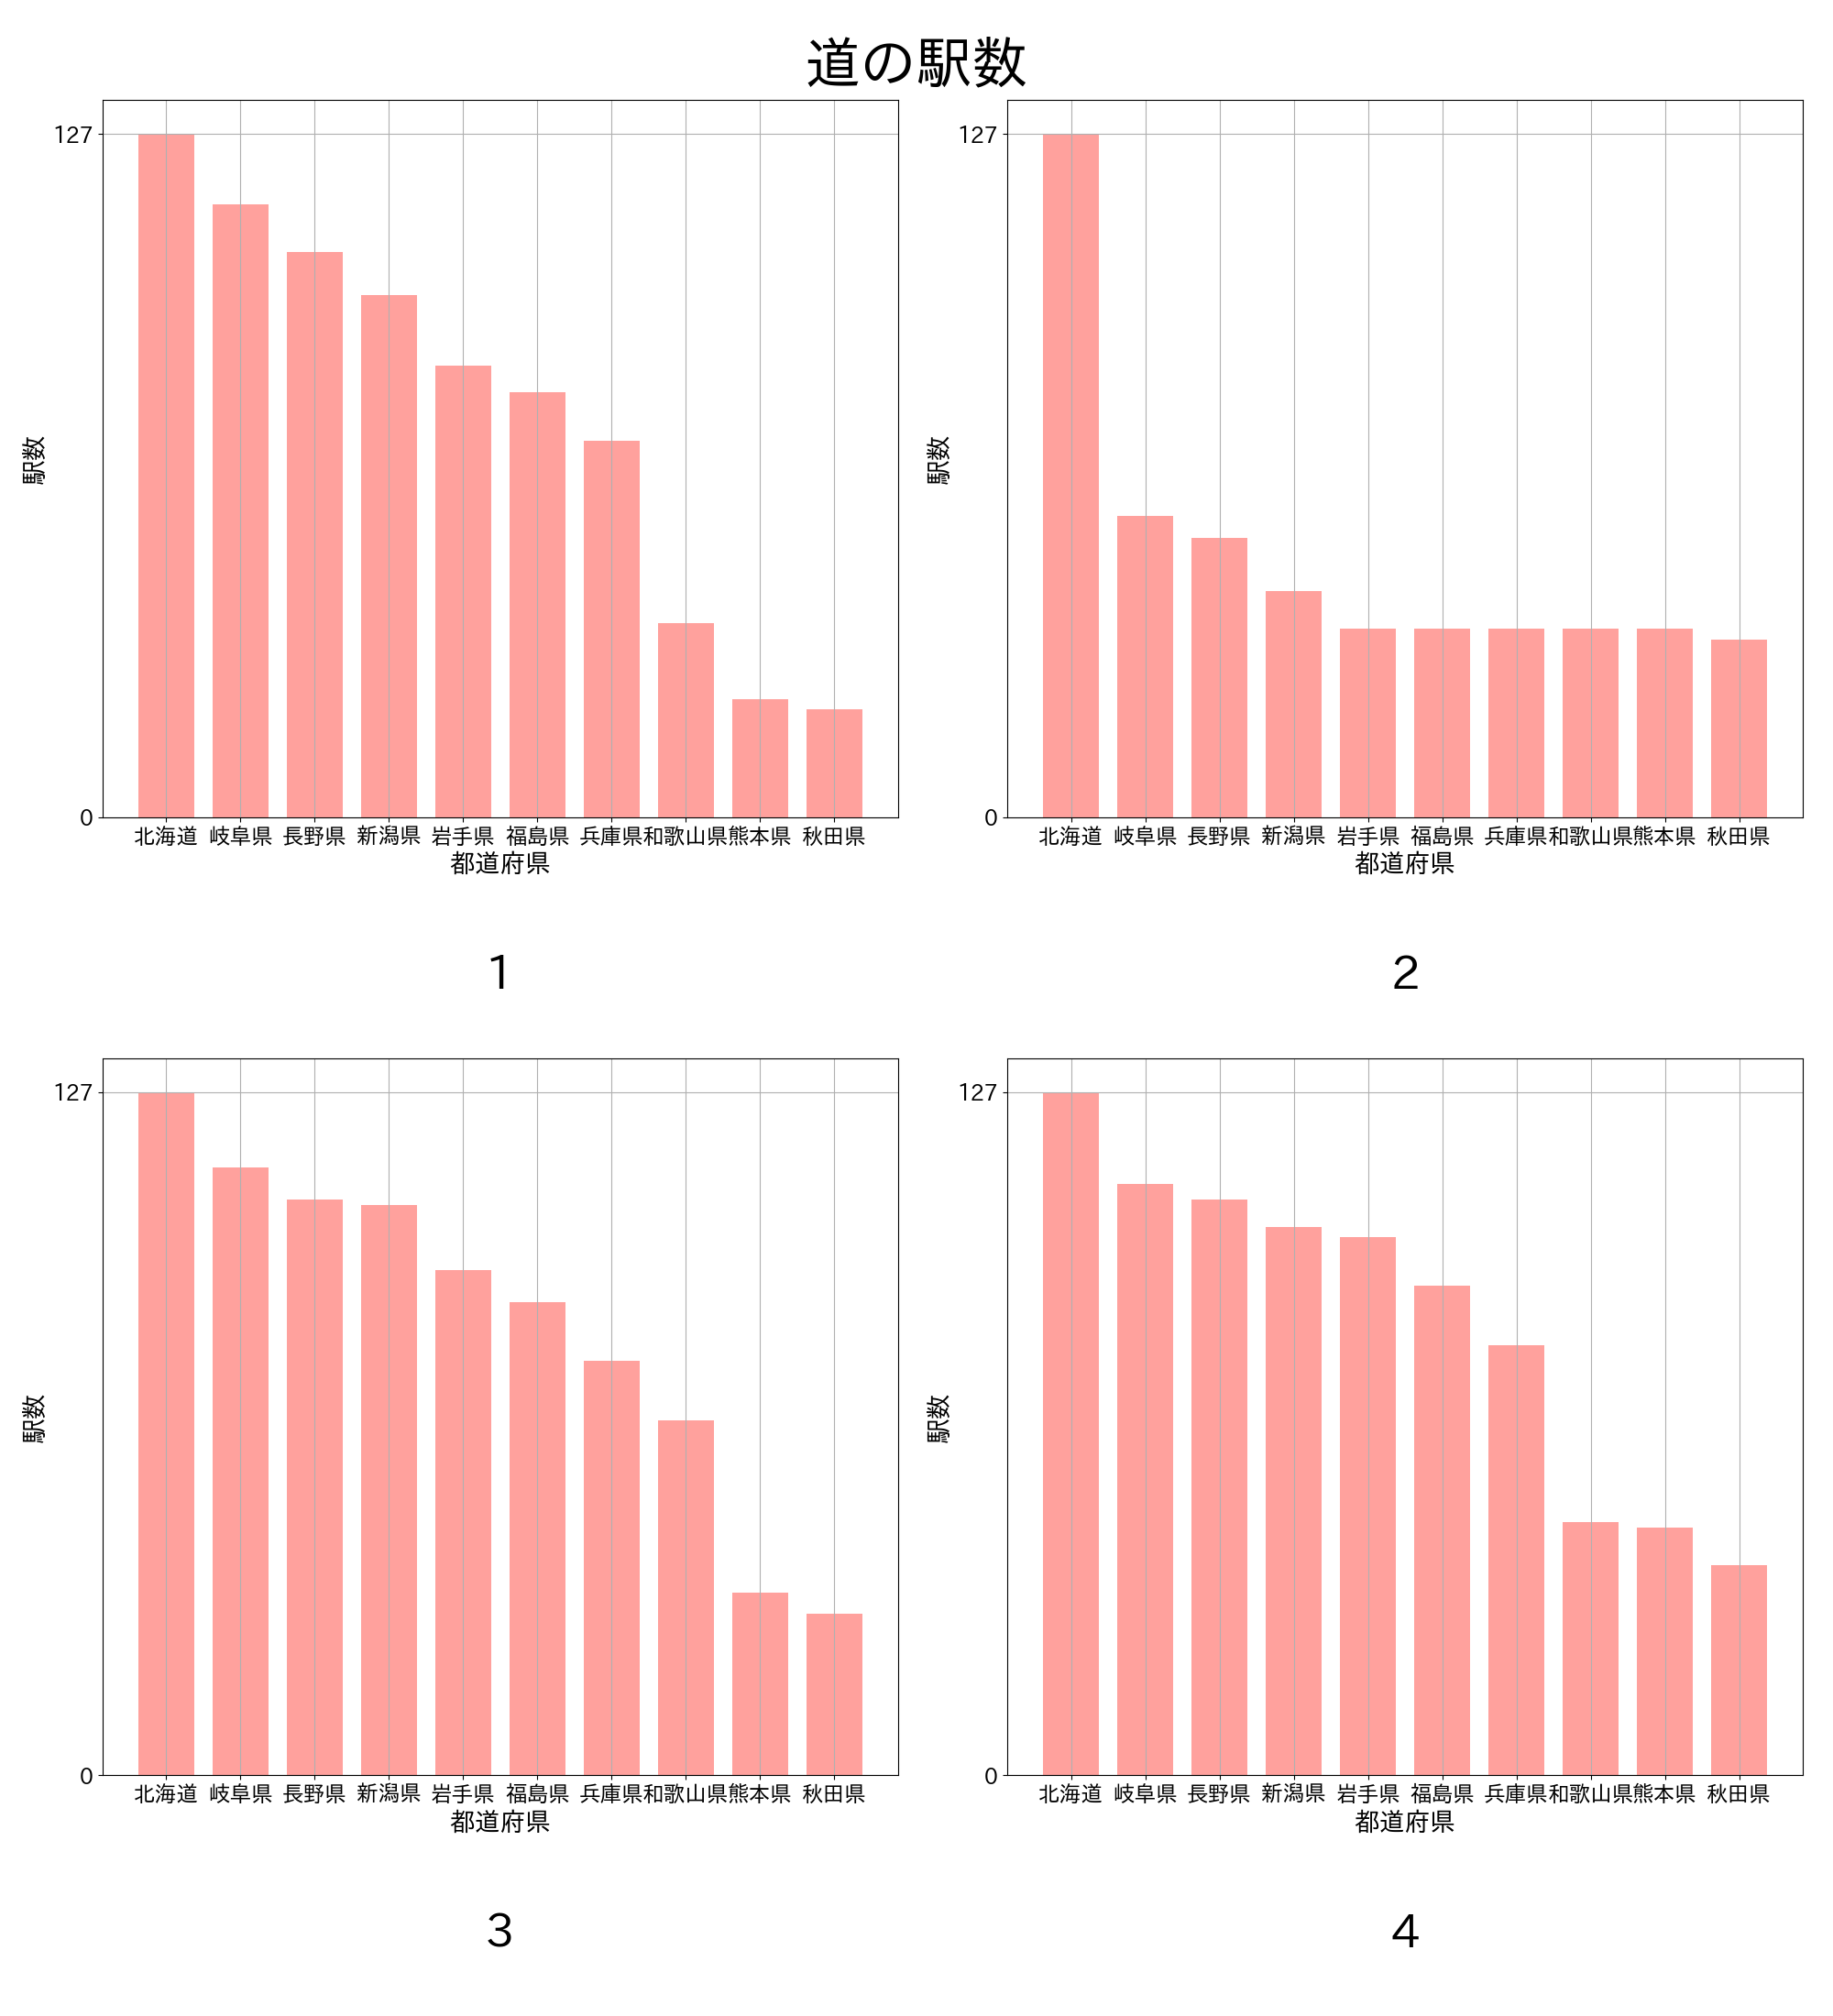 道の駅数
127
0
駅数
北海道 岐阜県 長野県 新潟県 岩手県 福島県 兵庫県 和歌山県 熊本県 秋田県
都道府県
1
127
0
駅数
北海道 岐阜県 長野県 新潟県 岩手県 福島県 兵庫県 和歌山県 熊本県 秋田県
都道府県
2
127
0
駅数
北海道 岐阜県 長野県 新潟県 岩手県 福島県 兵庫県 和歌山県 熊本県 秋田県
都道府県
3
127
0
駅数
北海道 岐阜県 長野県 新潟県 岩手県 福島県 兵庫県 和歌山県 熊本県 秋田県
都道府県
4